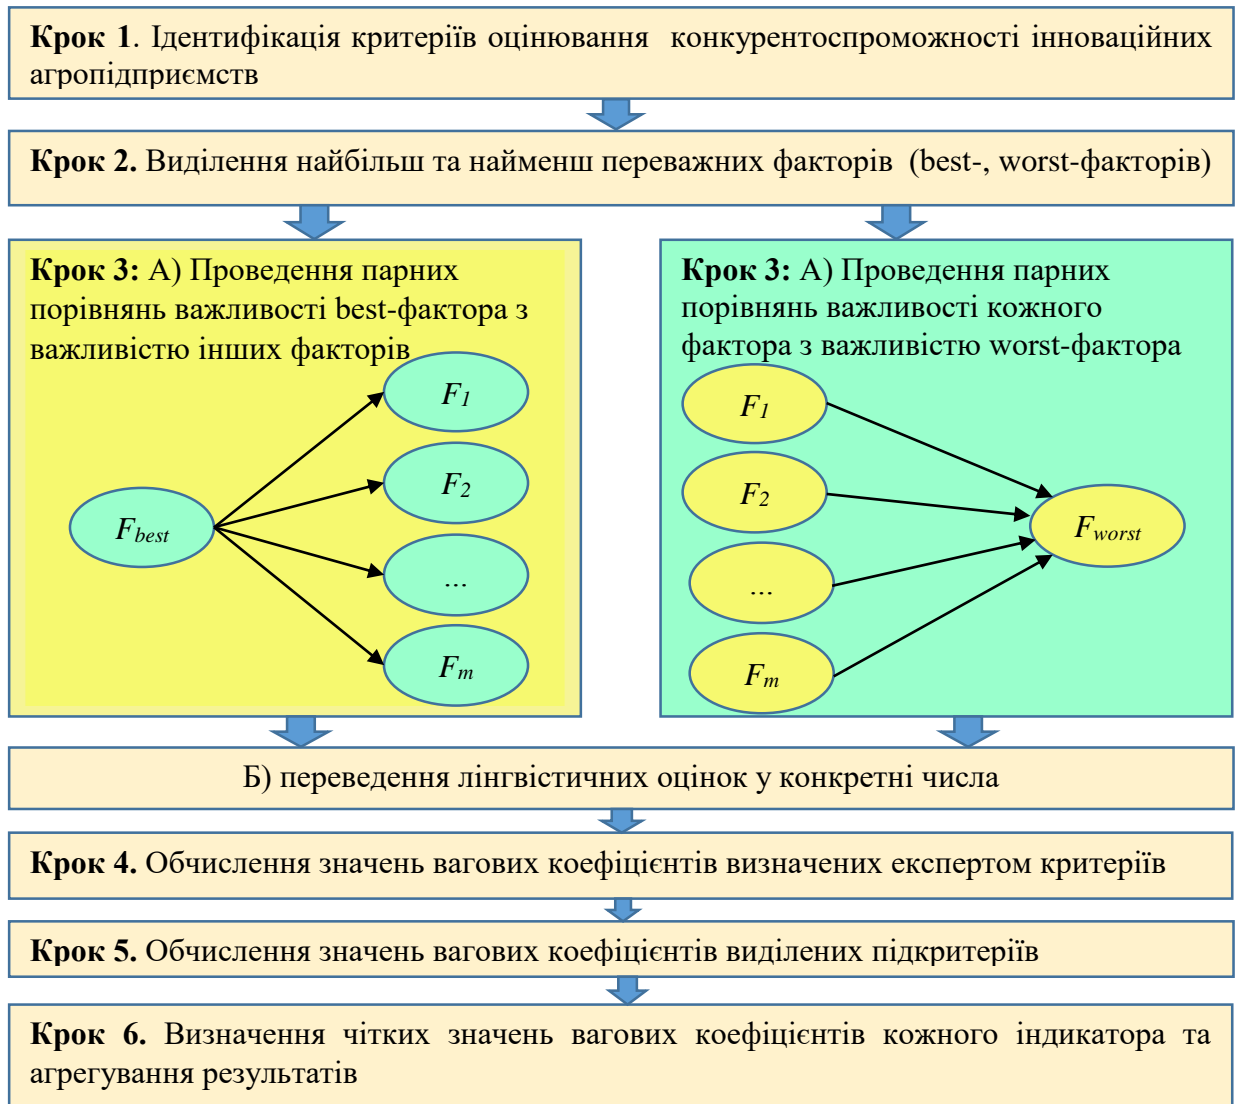 Крок 1. Ідентифікація критеріїв оцінювання конкурентоспроможності інноваційних
агропідприємств
Крок 2. Виділення найбільш та найменш переважних факторів (best-, worst-факторів)
Крок 3: А) Проведення парних
порівнянь важливості best-фактора з
важливістю інших факторів
F1
F2
Fbest
...
Fm
Крок 3: А) Проведення парних
порівнянь важливості кожного
фактора з важливістю worst-фактора
F1
F2
Fworst
...
Fm
Б) переведення лінгвістичних оцінок у конкретні числа
Крок 4. Обчислення значень вагових коефіцієнтів визначених експертом критеріїв
Крок 5. Обчислення значень вагових коефіцієнтів виділених підкритеріїв
Крок 6. Визначення чітких значень вагових коефіцієнтів кожного індикатора та
агрегування результатів